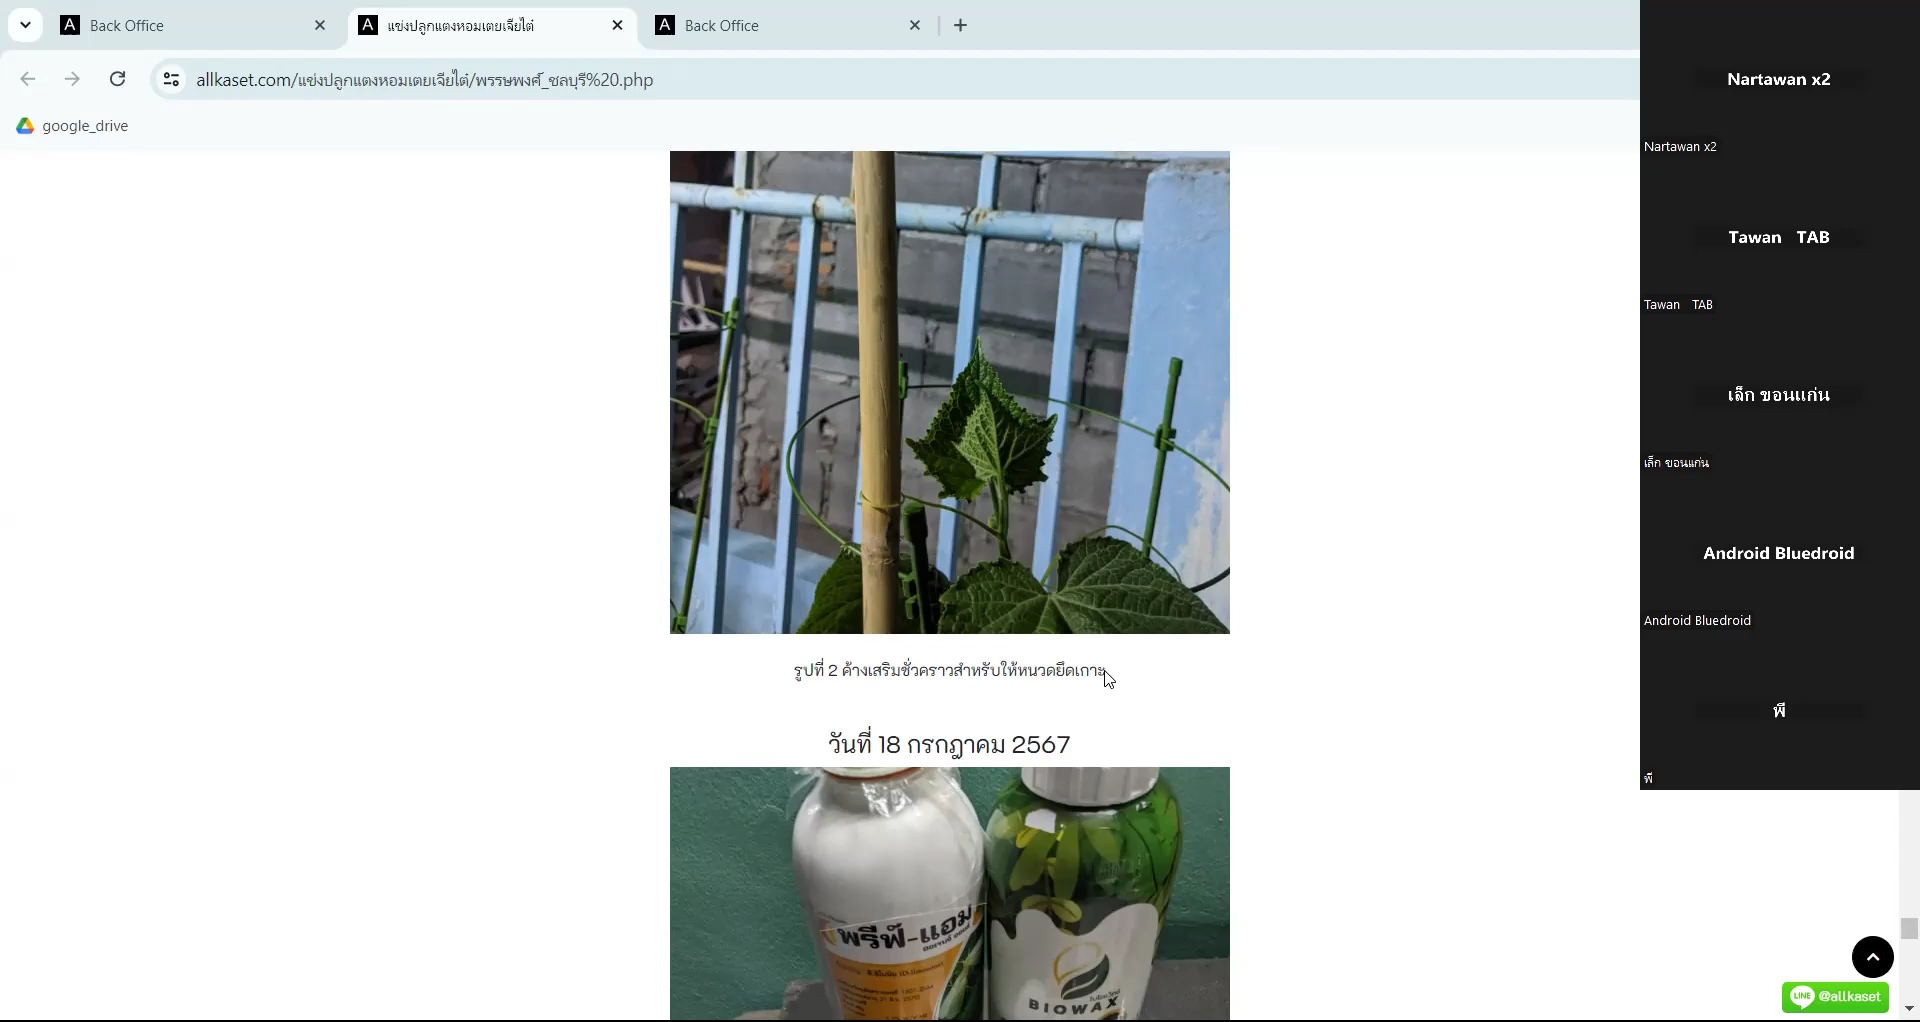 Back Office
แข่งปลูกแตงหอมเตยเจียไต๋
Back Office
allkaset.com/แข่งปลูกแตงหอมเตยเจียไต๋/พรรษพงศ์_ชลบุรี%20.php
google_drive
Nartawan x2
Nartawan x2
Tawan TAB
Tawan TAB
เล็ก ขอนแก่น
เล็ก ขอนแก่น
Android Bluedroid
Android Bluedroid
พี
พี
รูปที่ 2 ค้างเสริมชั่วคราวสำหรับให้หนวดยึดเกาะ
วันที่ 18 กรกฎาคม 2567
พรีฟ-แอม
BIOWAX
LINE @allkaset